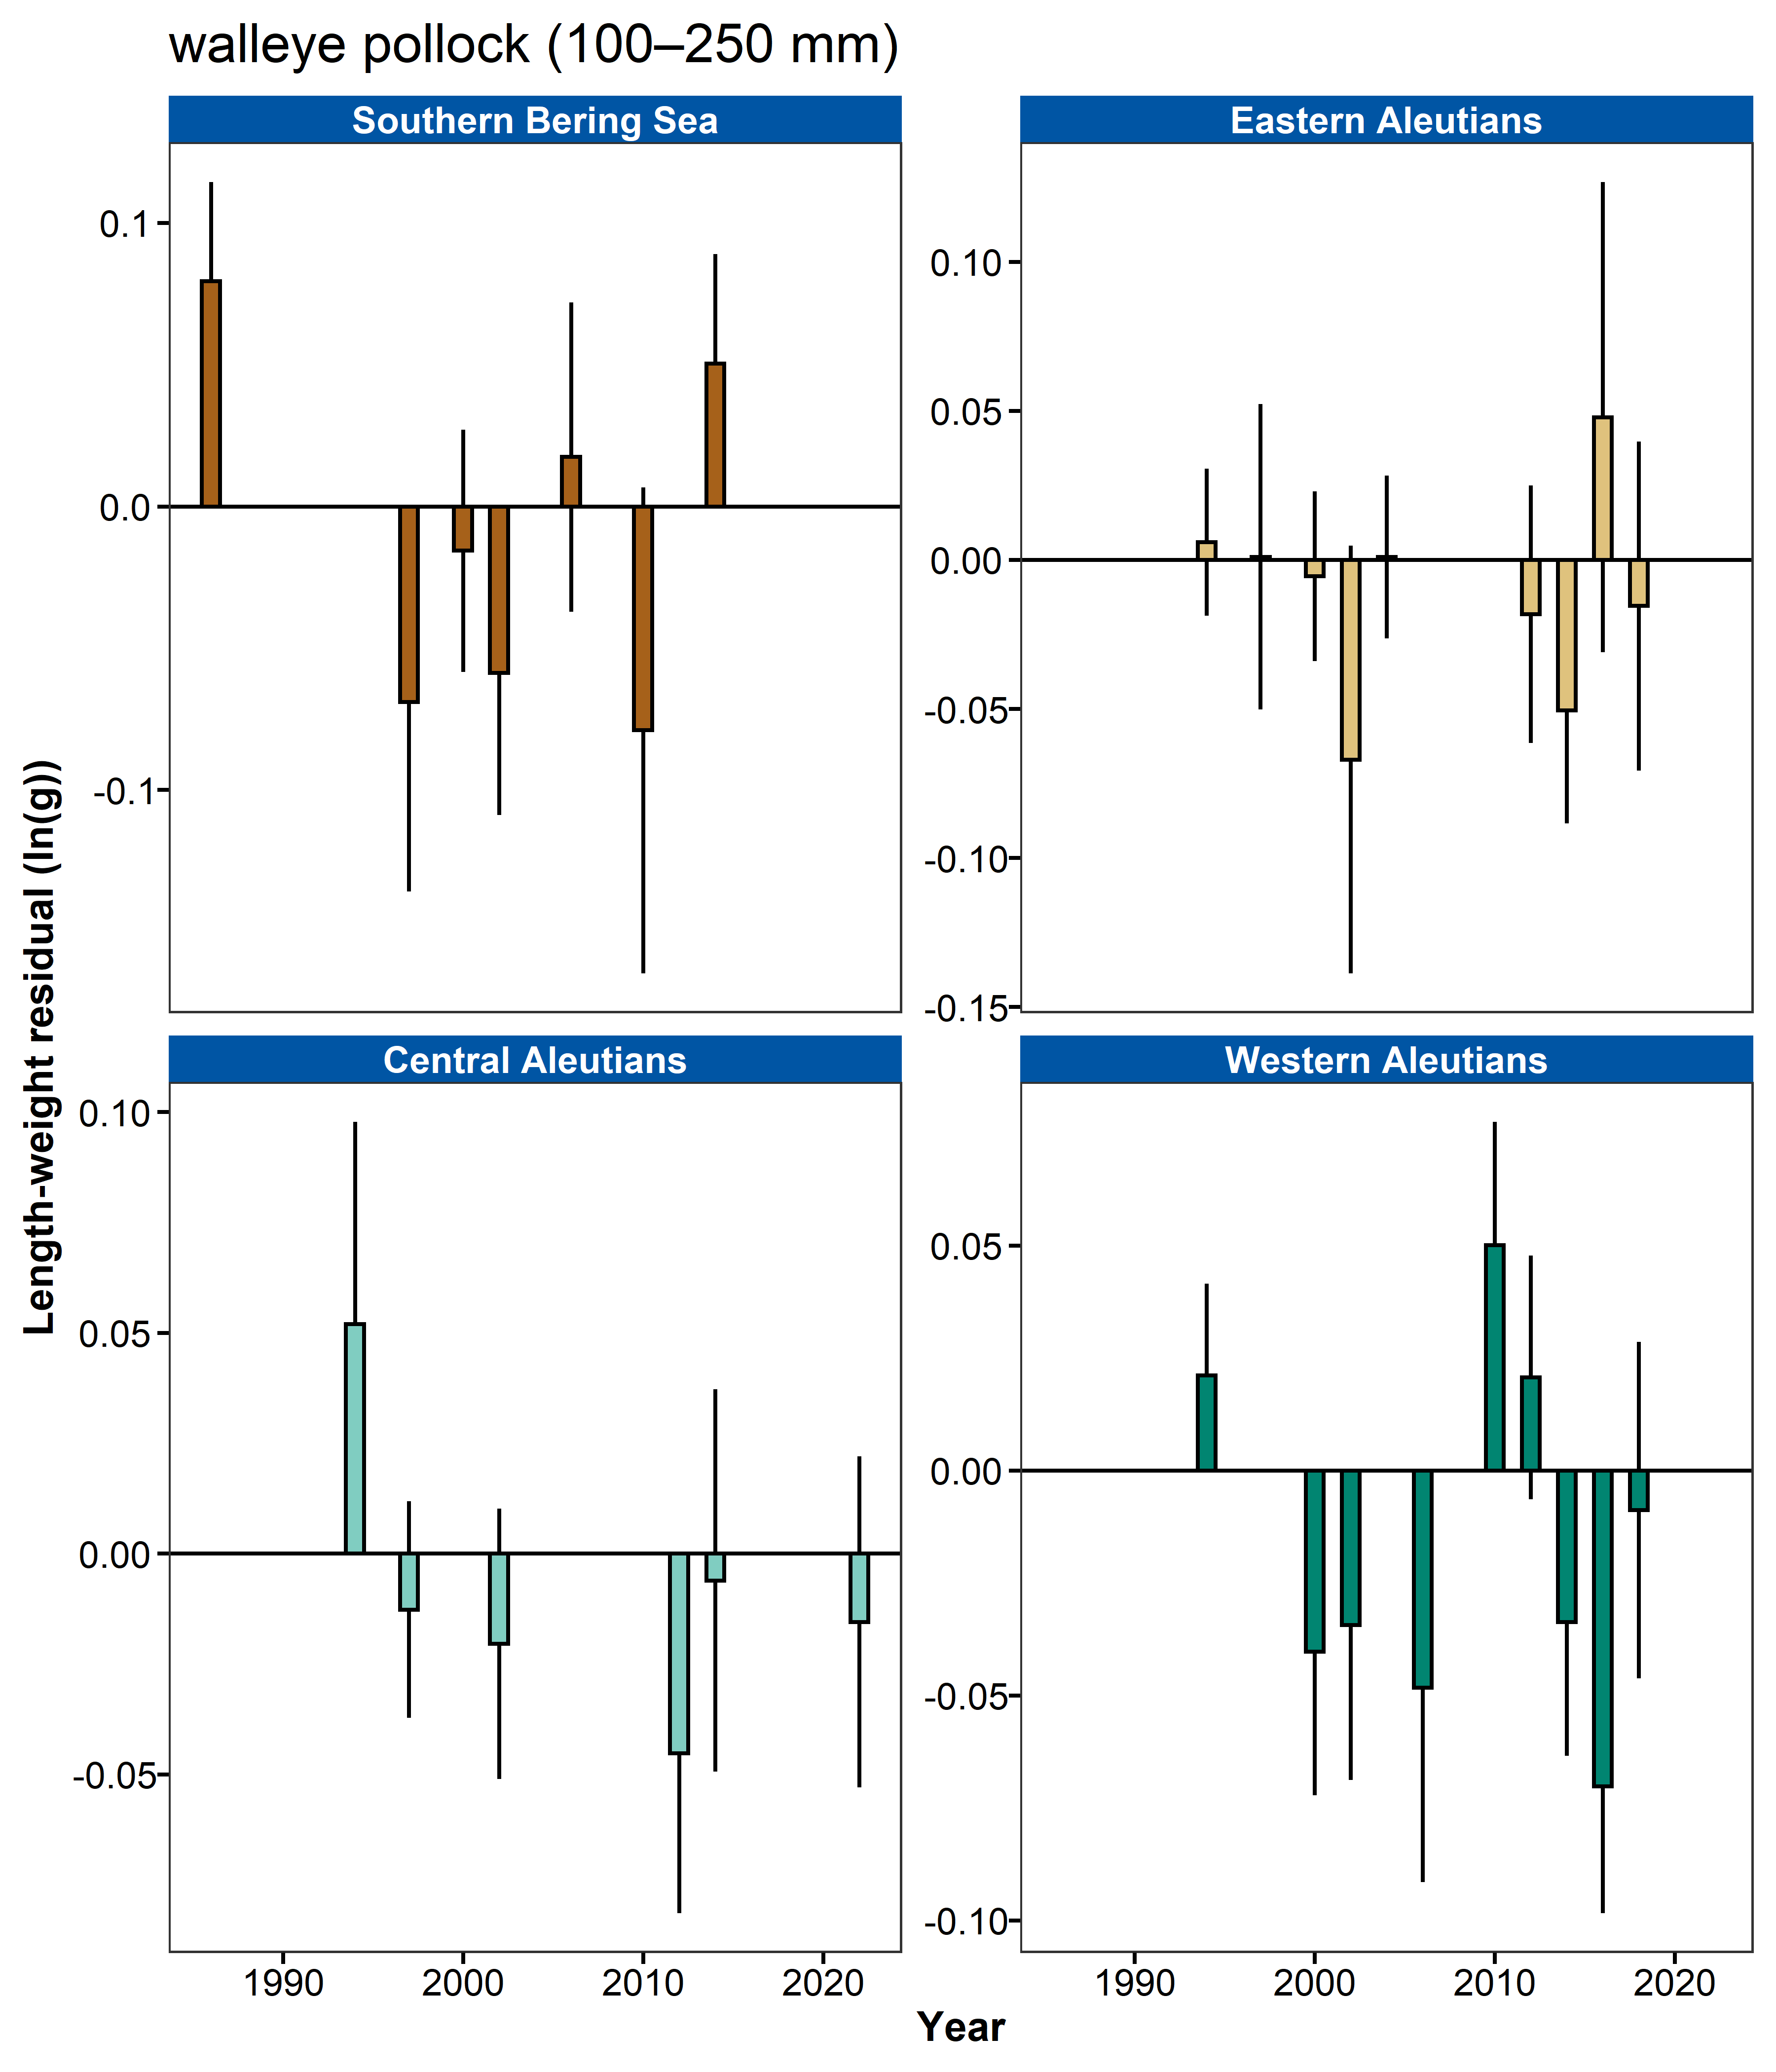 walleye pollock (100–250 mm)
Southern Bering Sea
Eastern Aleutians
0.1
0.0
-0.1
0.10
0.05
0.00
-0.05
-0.10
-0.15
Length-weight residual (ln(g))
Central Aleutians
Western Aleutians
0.10
0.05
0.00
-0.05
0.05
0.00
-0.05
-0.10
1990 2000 2010 2020
1990 2000 2010 2020
Year